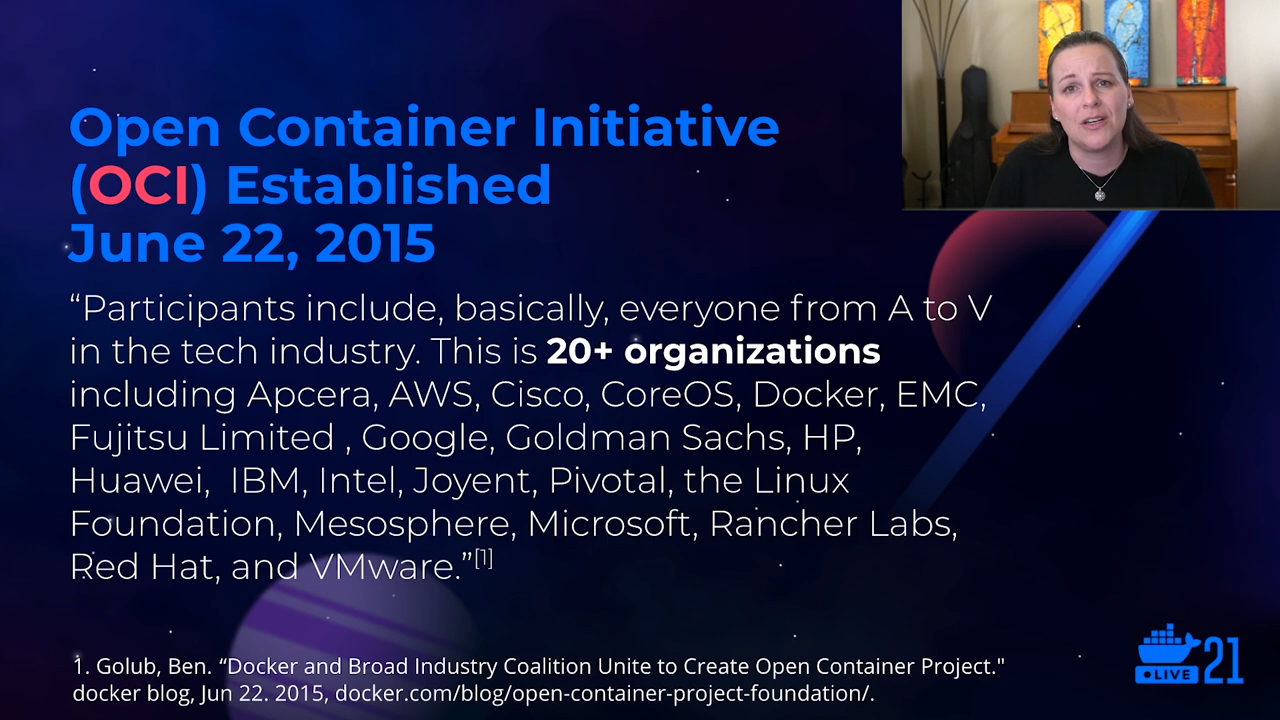 Open Container Initiative
(OCI) Established
June 22, 2015
“Participants include, basically, everyone from A to V
in the tech industry. This is 20+ organizations
including Apcera, AWS, Cisco, CoreOS, Docker, EMC,
Fujitsu Limited , Google, Goldman Sachs, HP,
Huawei,  IBM, Intel, Joyent, Pivotal, the Linux
Foundation, Mesosphere, Microsoft, Rancher Labs,
Red Hat, and VMware.”[1]
1. Golub, Ben. “Docker and Broad Industry Coalition Unite to Create Open Container Project."
docker blog, Jun 22. 2015, docker.com/blog/open-container-project-foundation/.
LIVE 21